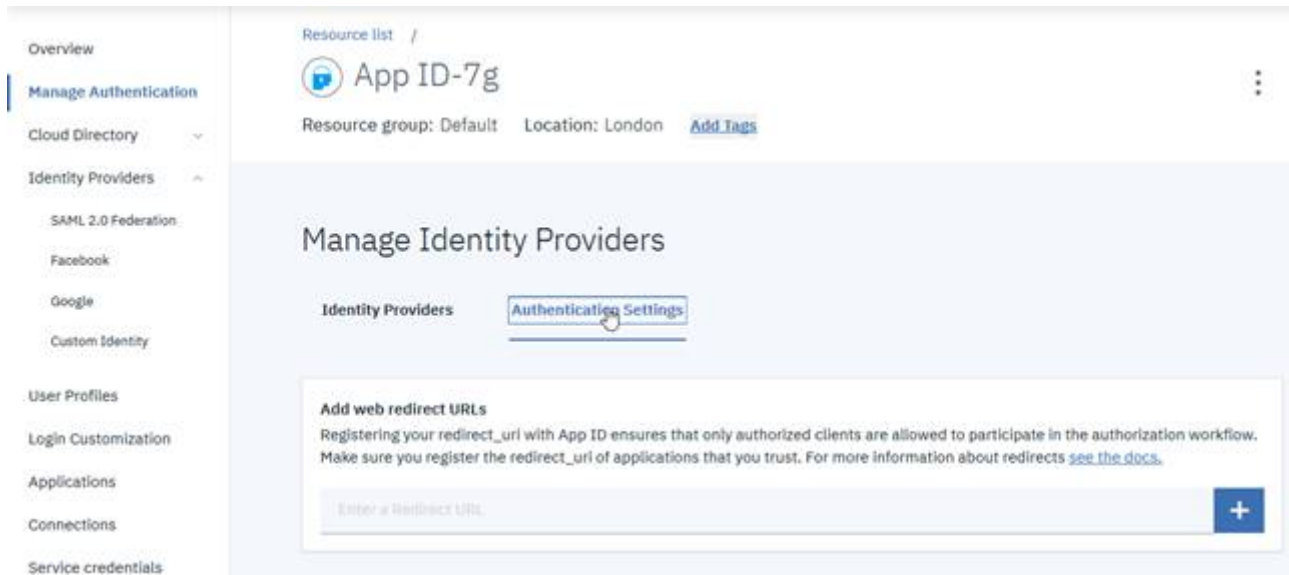 Overview
Manage Authentication
Cloud Directory
Identity Providers
SAML 2.0 Federation
Facebook
Google
Custom Identity
User Profiles
Login Customization
Applications
Connections
Service credentials
Resource list /
App ID-7g
Resource group: Default Location: London Add Tags
Manage Identity Providers
Identity Providers Authentication Settings
Add web redirect URLs
Registering your redirect_uri with App ID ensures that only authorized clients are allowed to participate in the authorization workflow.
Make sure you register the redirect_uri of applications that you trust. For more information about redirects see the docs.
Enter a Redirect URL